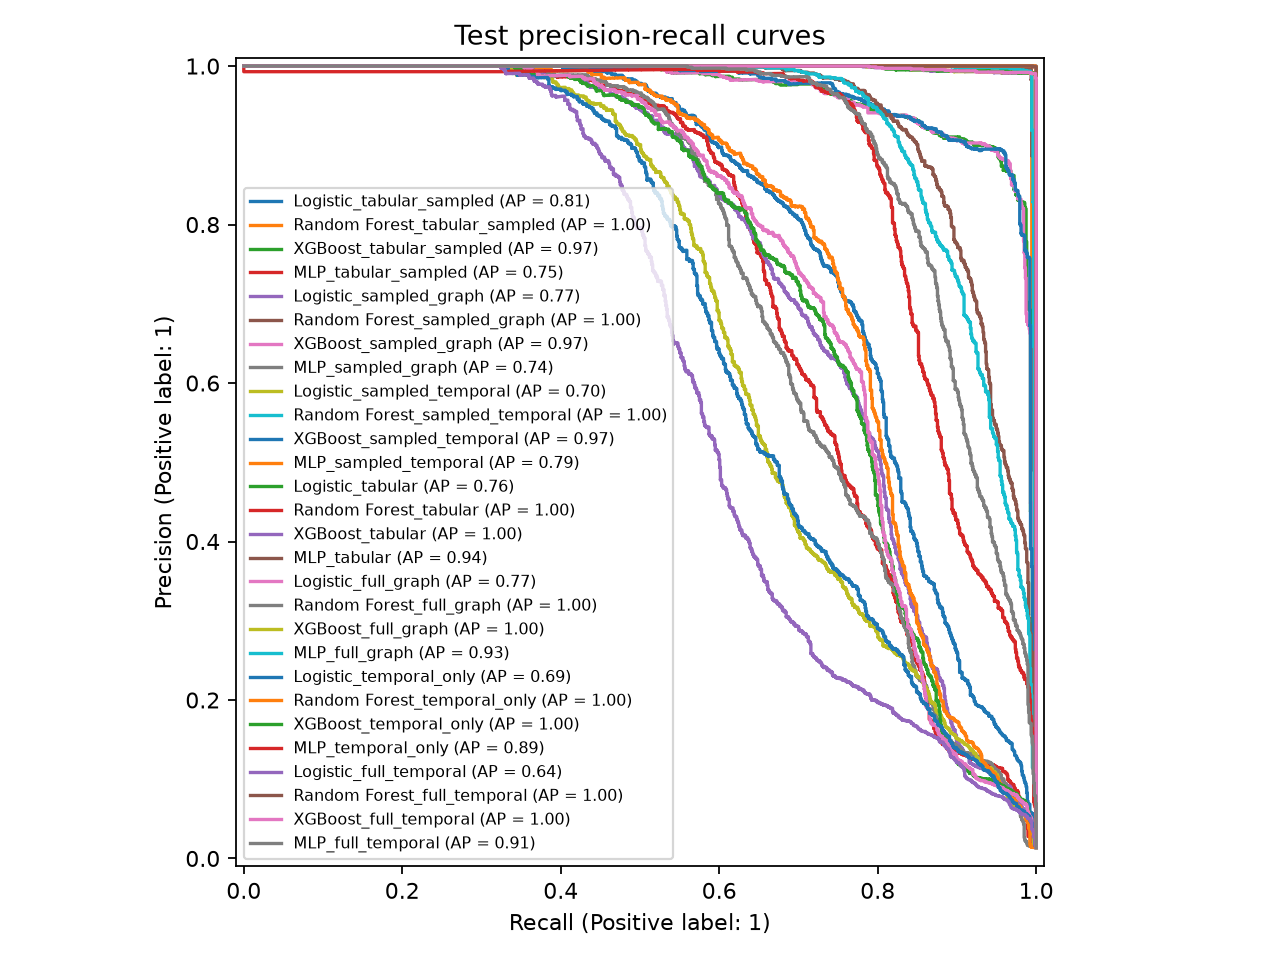 Test precision-recall curves
1.0
0.8
0.6
0.4
0.2
0.0
Precision (Positive label: 1)
Logistic_tabular_sampled (AP = 0.81)
Random Forest_tabular_sampled (AP = 1.00)
XGBoost_tabular_sampled (AP = 0.97)
MLP_tabular_sampled (AP = 0.75)
Logistic_sampled_graph (AP = 0.77)
Random Forest_sampled_graph (AP = 1.00)
XGBoost_sampled_graph (AP = 0.97)
MLP_sampled_graph (AP = 0.74)
Logistic_sampled_temporal (AP = 0.70)
Random Forest_sampled_temporal (AP = 1.00)
XGBoost_sampled_temporal (AP = 0.97)
MLP_sampled_temporal (AP = 0.79)
Logistic_tabular (AP = 0.76)
Random Forest_tabular (AP = 1.00)
XGBoost_tabular (AP = 1.00)
MLP_tabular (AP = 0.94)
Logistic_full_graph (AP = 0.77)
Random Forest_full_graph (AP = 1.00)
XGBoost_full_graph (AP = 1.00)
MLP_full_graph (AP = 0.93)
Logistic_temporal_only (AP = 0.69)
Random Forest_temporal_only (AP = 1.00)
XGBoost_temporal_only (AP = 1.00)
MLP_temporal_only (AP = 0.89)
Logistic_full_temporal (AP = 0.64)
Random Forest_full_temporal (AP = 1.00)
XGBoost_full_temporal (AP = 1.00)
MLP_full_temporal (AP = 0.91)
0.0 0.2 0.4 0.6 0.8 1.0
Recall (Positive label: 1)